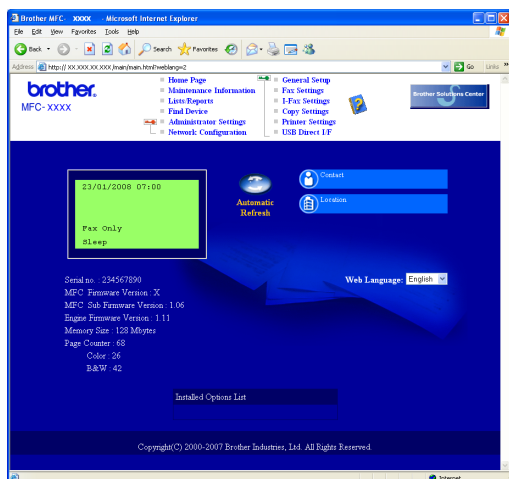 Brother MFC- XXXX - Microsoft Internet Explorer
File Edit View Favorites Tools Help
Back Search Favorites
Address http:// XX.XXX.XX XXX /main/main.html?weblang=2 Go Links »
brother.
MFC- XXXX
Home Page
Maintenance Information
Lists/Reports
Find Device
Administrator Settings
Network Configuration
General Setup
Fax Settings
I-Fax Settings
Copy Settings
Printer Settings
USB Direct I/F
Brother Solutions Center
23/01/2008 07:00
Fax Only
Sleep
Automatic
Refresh
Contact
Location
Serial no. : 234567890
MFC Firmware Version : X
MFC Sub Firmware Version : 1.06
Engine Firmware Version : 1.11
Memory Size : 128 Mbytes
Page Counter : 68
Color : 26
B&W : 42
Web Language: English
Installed Options List
Copyright(C) 2000-2007 Brother Industries, Ltd. All Rights Reserved.
Internet